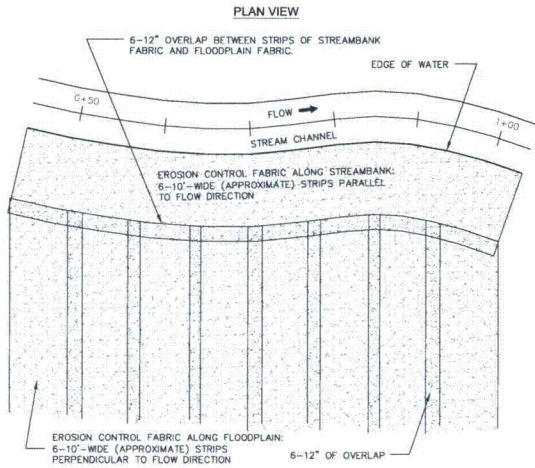 PLAN VIEW
6-12" OVERLAP BETWEEN STRIPS OF STREAMBANK
FABRIC AND FLOODPLAIN FABRIC.
EDGE OF WATER
0+50
FLOW
1+00
STREAM CHANNEL
EROSION CONTROL FABRIC ALONG STREAMBANK:
6-10'-WIDE (APPROXIMATE) STRIPS PARALLEL
TO FLOW DIRECTION
EROSION CONTROL FABRIC ALONG FLOODPLAIN:
6-10'-WIDE (APPROXIMATE) STRIPS
PERPENDICULAR TO FLOW DIRECTION
6-12" OF OVERLAP